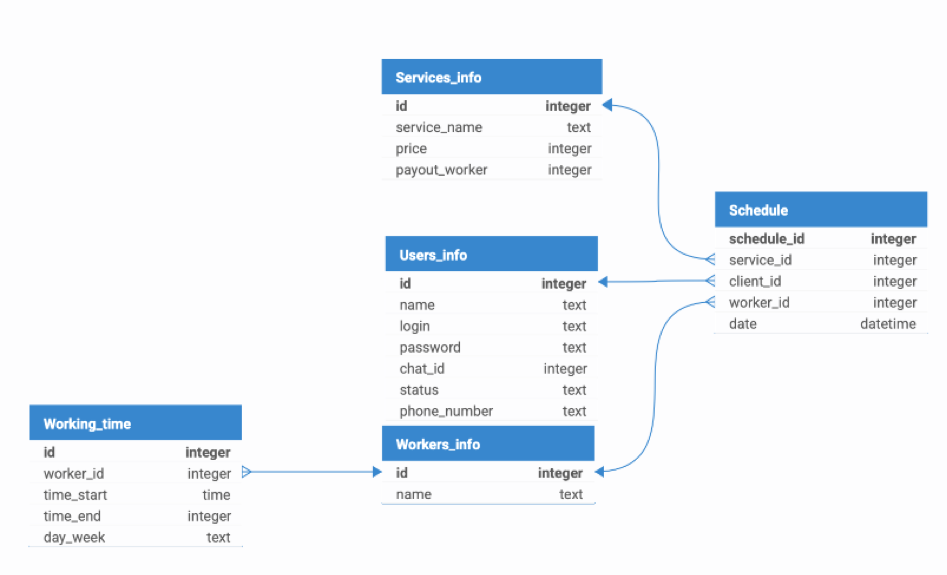 Services_info
id integer
service_name text
price integer
payout_worker integer
Users_info
id integer
name text
login text
password text
chat_id integer
status text
phone_number text
Workers_info
id integer
name text
Schedule
schedule_id integer
service_id integer
client_id integer
worker_id integer
date datetime
Working_time
id integer
worker_id integer
time_start time
time_end integer
day_week text